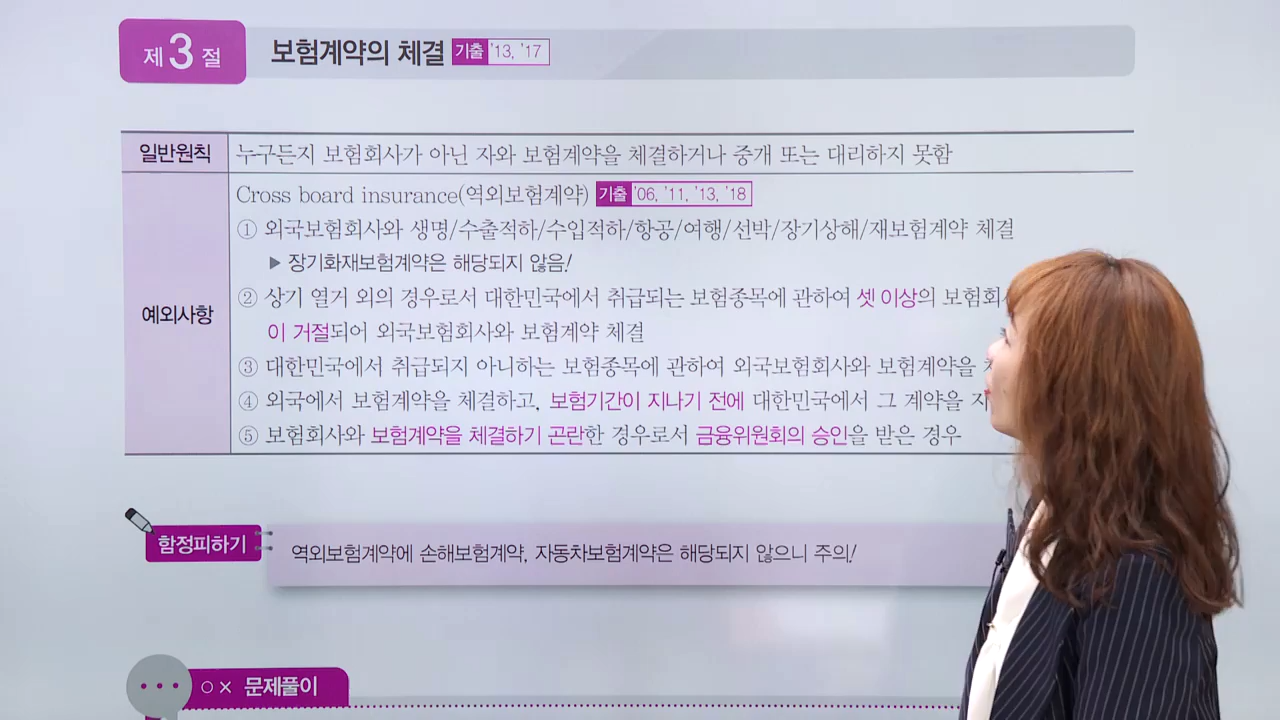 제3절 보험계약의 체결 기출 '13, '17
일반원칙 누구든지 보험회사가 아닌 자와 보험계약을 체결하거나 중개 또는 대리하지 못함
예외사항
Cross board insurance(역외보험계약) 기출 '06, '11, '13, '18
① 외국보험회사와 생명/수출적하/수입적하/항공/여행/선박/장기상해/재보험계약 체결
▶ 장기화재보험계약은 해당되지 않음!
② 상기 열거 외의 경우로서 대한민국에서 취급되는 보험종목에 관하여 셋 이상의 보험회
이 거절되어 외국보험회사와 보험계약 체결
③ 대한민국에서 취급되지 아니하는 보험종목에 관하여 외국보험회사와 보험계약을
④ 외국에서 보험계약을 체결하고, 보험기간이 지나기 전에 대한민국에서 그 계약을
⑤ 보험회사와 보험계약을 체결하기 곤란한 경우로서 금융위원회의 승인을 받은 경우
함정피하기 역외보험계약에 손해보험계약, 자동차보험계약은 해당되지 않으니 주의!
○× 문제풀이